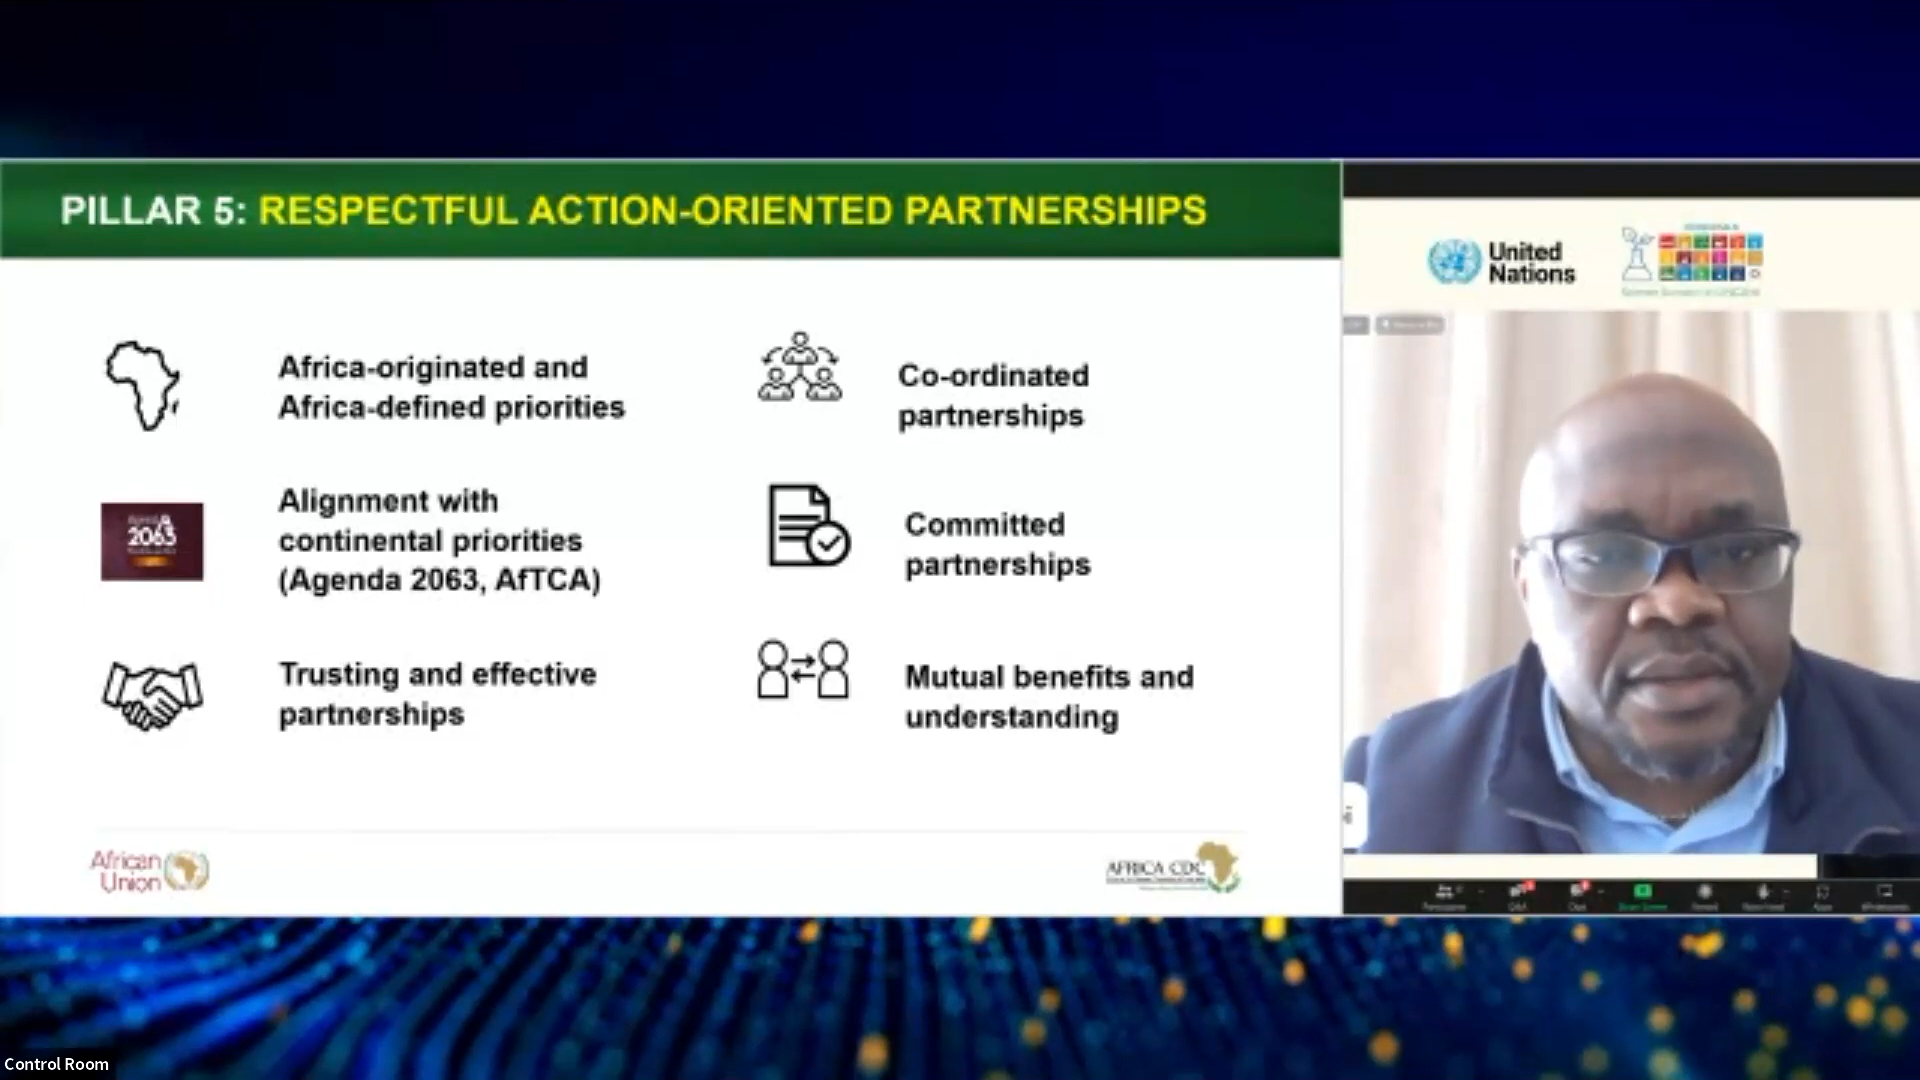 PILLAR 5: RESPECTFUL ACTION-ORIENTED PARTNERSHIPS
Africa-originated and
Africa-defined priorities
2063
Alignment with
continental priorities
(Agenda 2063, AfTCA)
Trusting and effective
partnerships
Co-ordinated
partnerships
Committed
partnerships
Mutual benefits and
understanding
African
Union
AFRICA CDC
United
Nations
Control Room